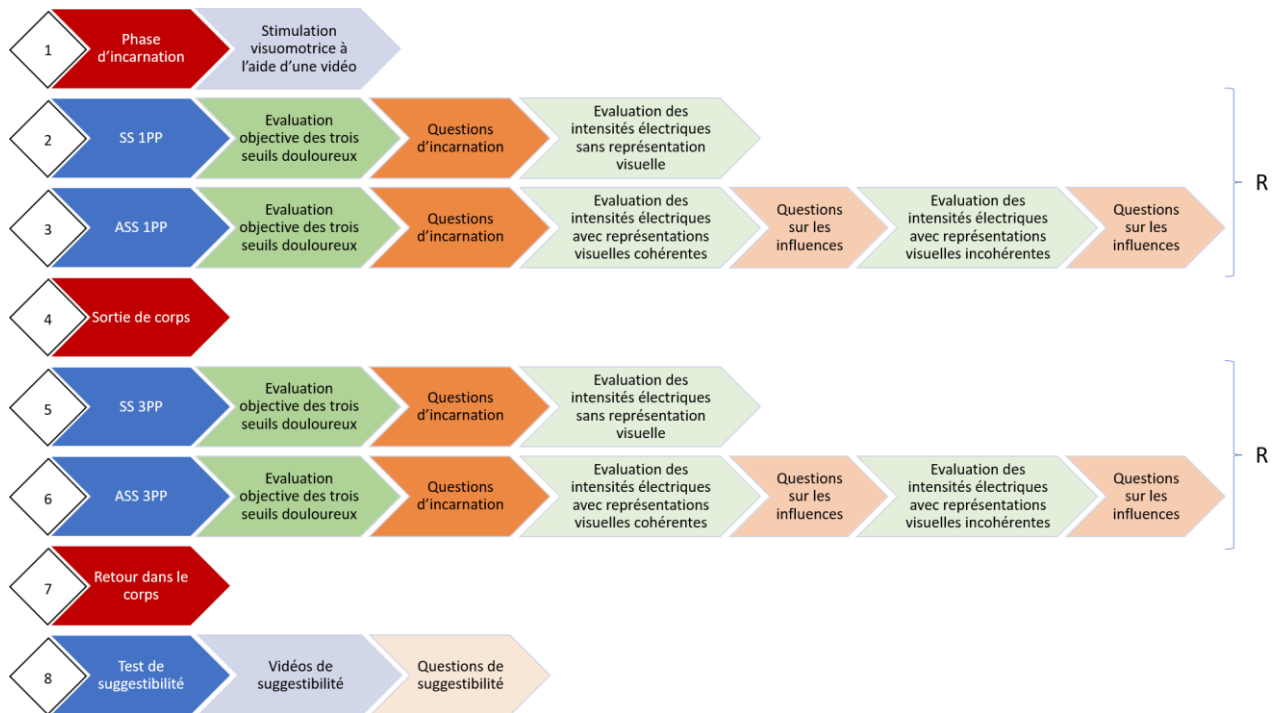 1
Phase
d'incarnation
Stimulation
visuomotrice à
l'aide d'une vidéo
2
SS 1PP
Evaluation
objective des trois
seuils douloureux
Questions
d'incarnation
Evaluation des
intensités électriques
sans représentation
visuelle
3
ASS 1PP
Evaluation
objective des trois
seuils douloureux
Questions
d'incarnation
Evaluation des
intensités électriques
avec représentations
visuelles cohérentes
Questions
sur les
influences
Evaluation des
intensités électriques
avec représentations
visuelles incohérentes
Questions
sur les
influences
R
4
Sortie de corps
5
SS 3PP
Evaluation
objective des trois
seuils douloureux
Questions
d'incarnation
Evaluation des
intensités électriques
sans représentation
visuelle
6
ASS 3PP
Evaluation
objective des trois
seuils douloureux
Questions
d'incarnation
Evaluation des
intensités électriques
avec représentations
visuelles cohérentes
Questions
sur les
influences
Evaluation des
intensités électriques
avec représentations
visuelles incohérentes
Questions
sur les
influences
R
7
Retour dans le
corps
8
Test de
suggestibilité
Vidéos de
suggestibilité
Questions de
suggestibilité